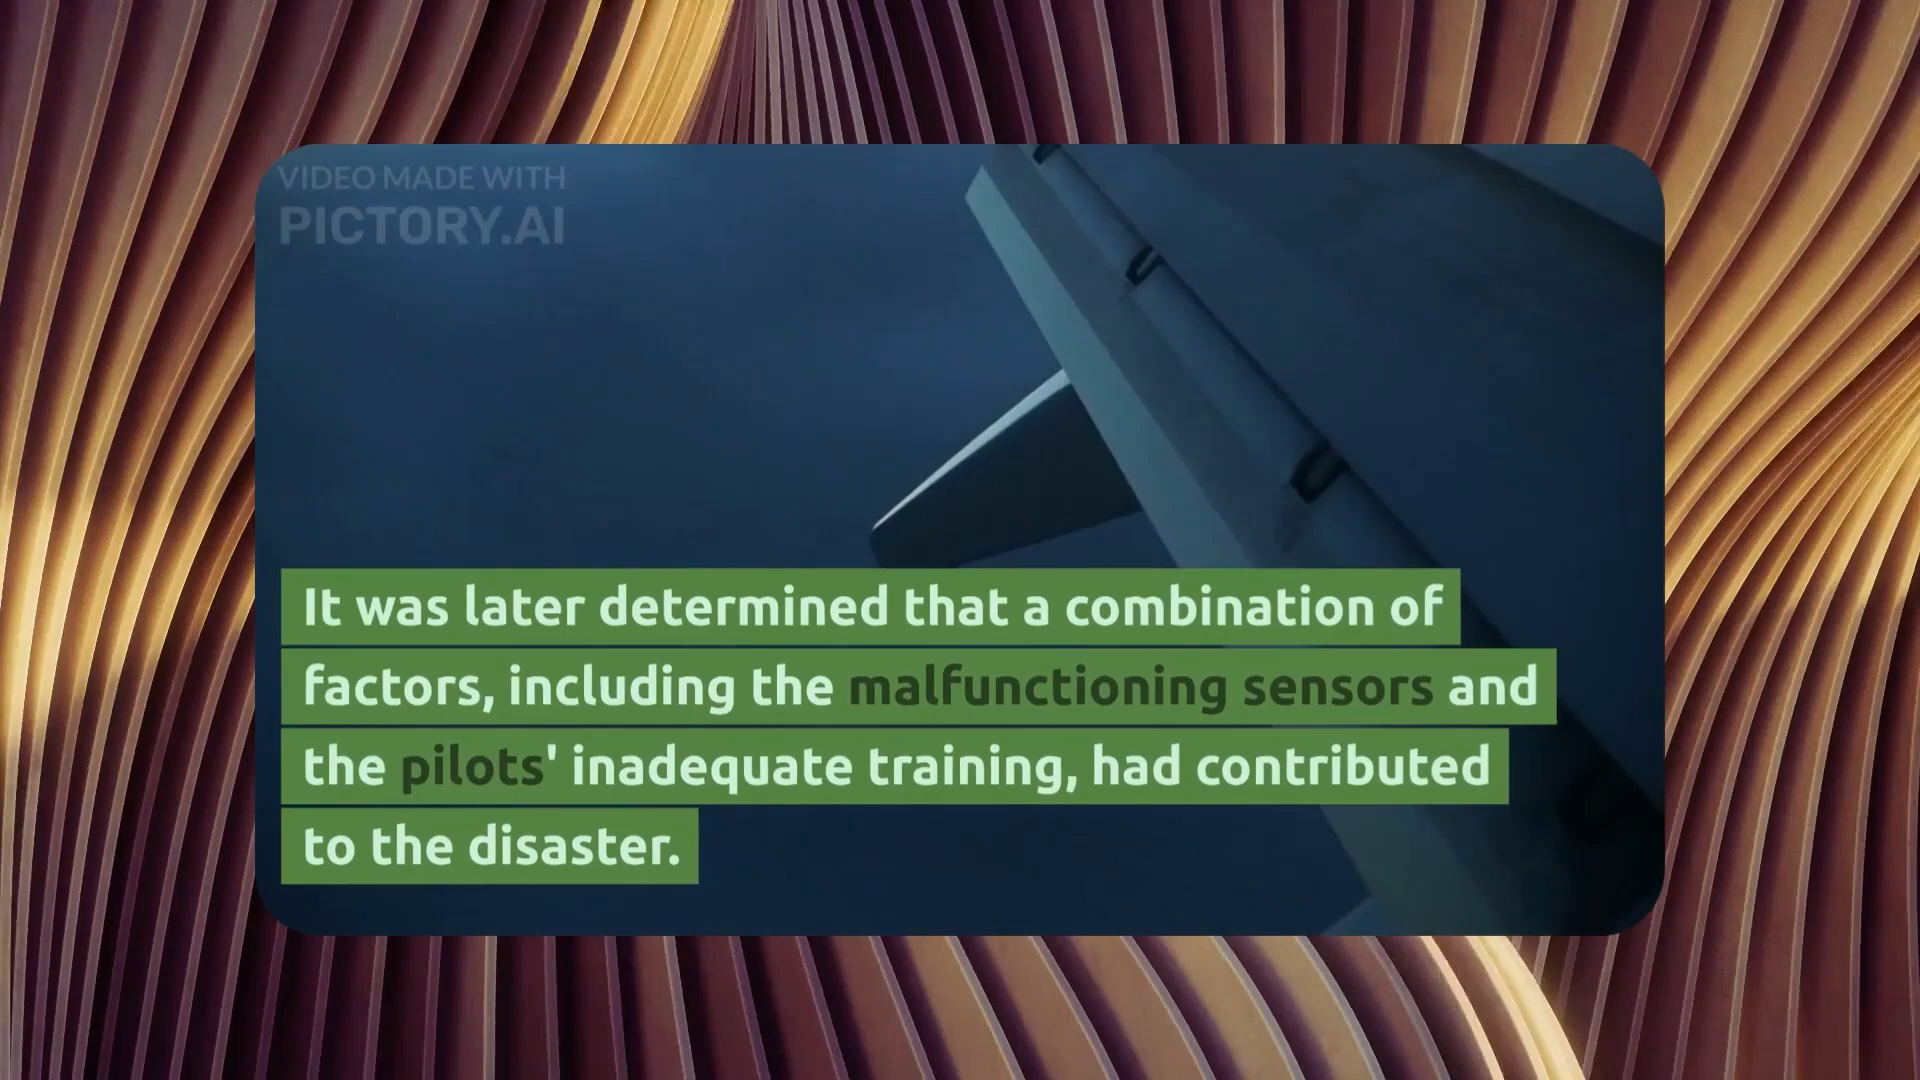 VIDEO MADE WITH
PICTORY.AI
It was later determined that a combination of
factors, including the malfunctioning sensors and
the pilots' inadequate training, had contributed
to the disaster.